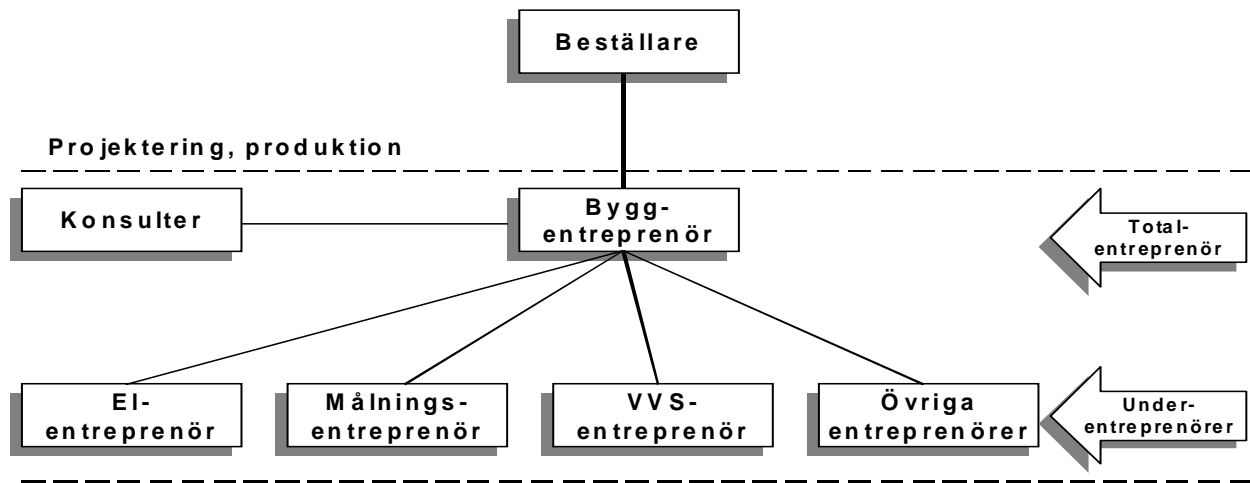 Beställare
Projektering, produktion
Konsulter
Bygg-
entreprenör
Total-
entreprenör
El-
entreprenör
Målnings-
entreprenör
VVS-
entreprenör
Övriga
entreprenörer
Under-
entreprenörer